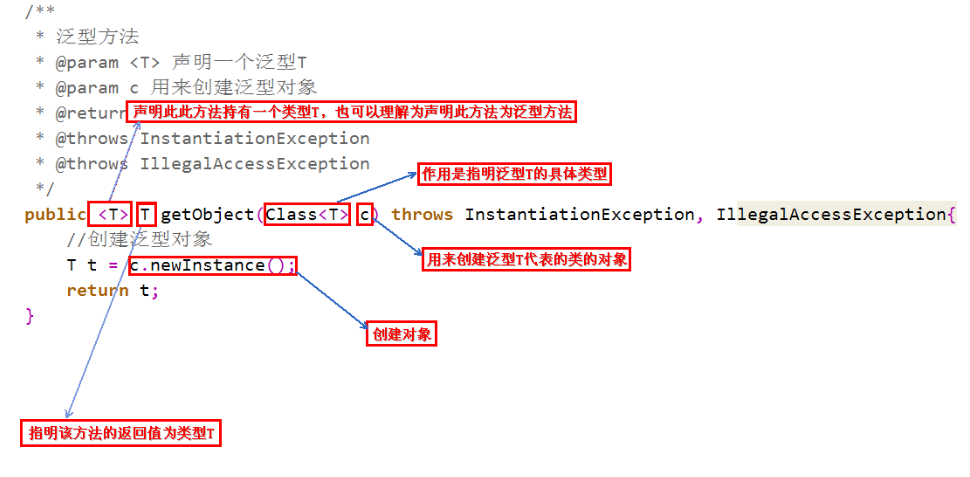 /**
* 泛型方法
* @param <T> 声明一个泛型T
* @param c 用来创建泛型对象
* @return 声明此此方法持有一个类型T，也可以理解为声明此方法为泛型方法
* @throws InstantiationException
* @throws IllegalAccessException
作用是指明泛型T的具体类型
*/
public <T> T getObject(Class<T> c) throws InstantiationException, IllegalAccessException{
//创建泛型对象
用来创建泛型T代表的类的对象
T t = c.newInstance();
return t;
}
创建对象
指明该方法的返回值为类型T